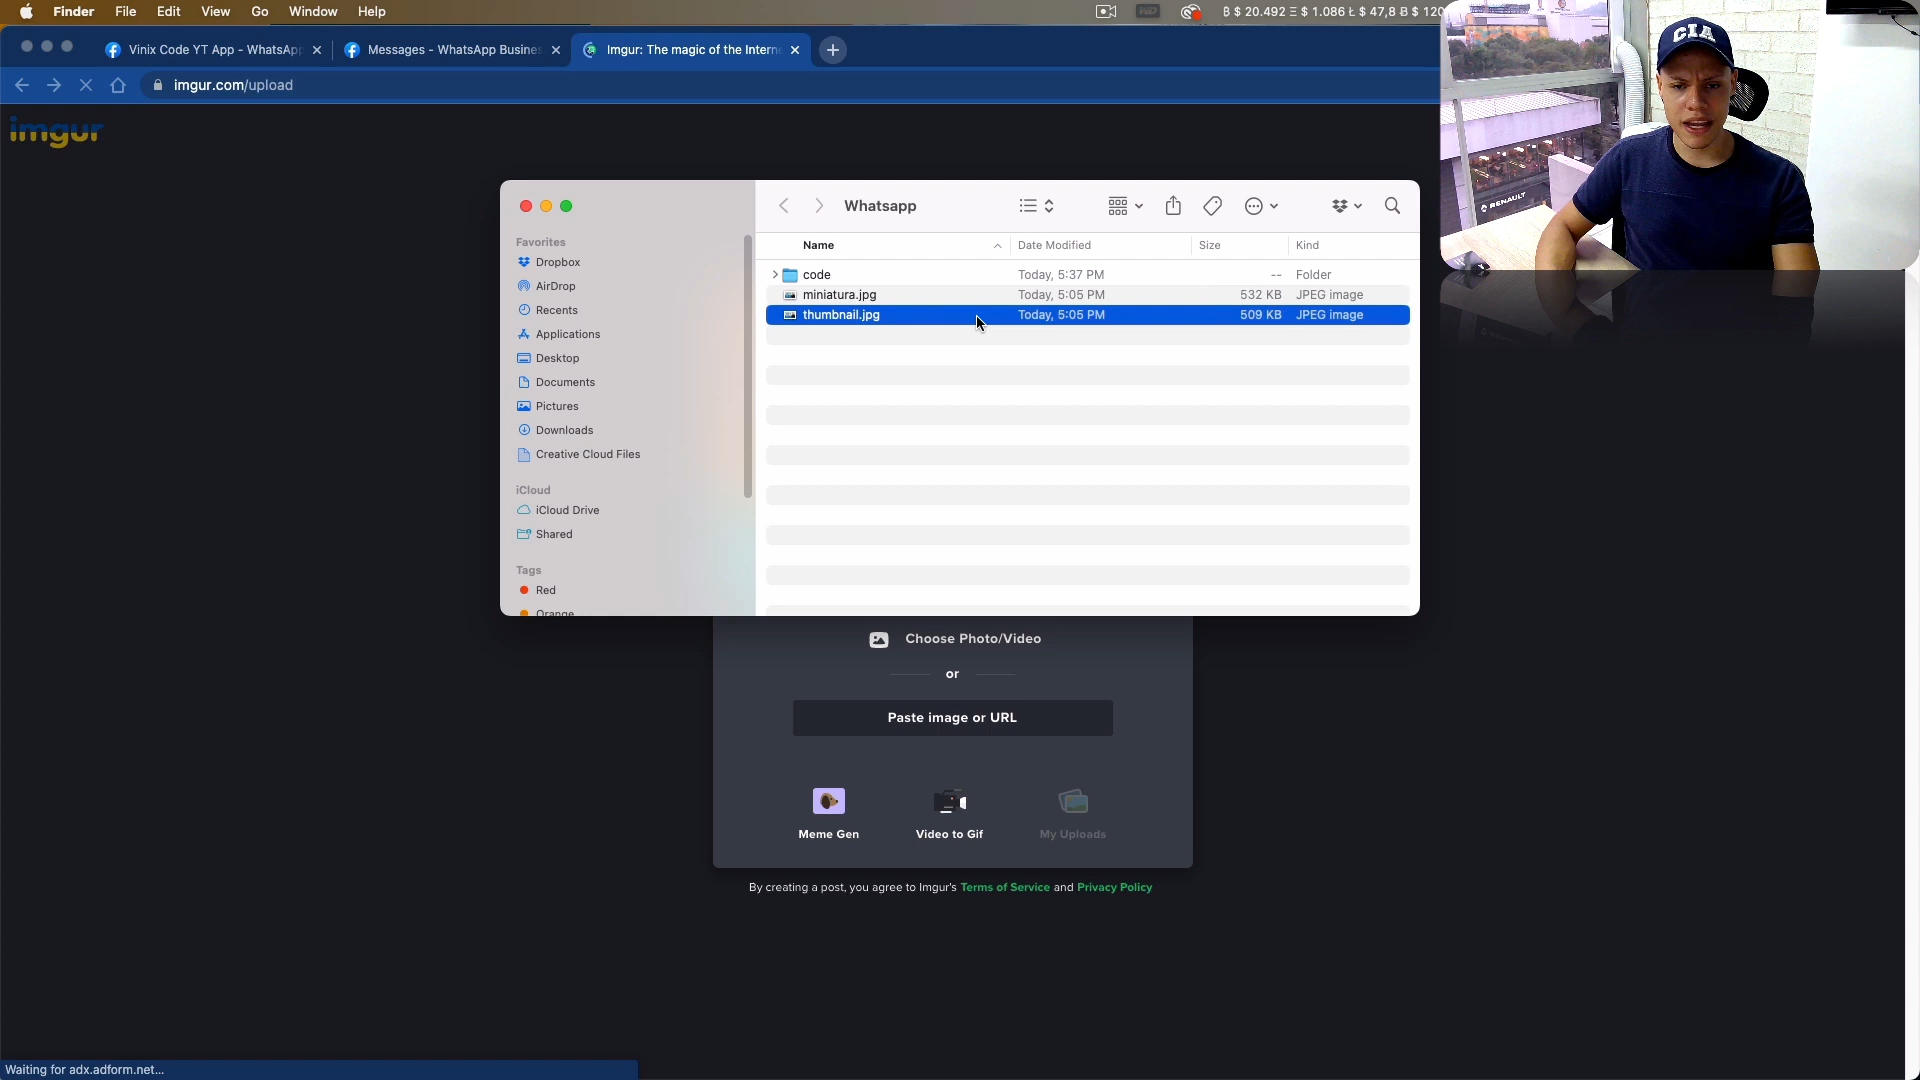 Finder File Edit View Go Window Help
Ƀ $ 20.492 Ξ $ 1.086 Ł $ 47,8 Ƀ $ 120
Vinix Code YT App - WhatsApp
Messages - WhatsApp Busines
Imgur: The magic of the Intern
imgur.com/upload
imgur
CIA
RENAULT
Whatsapp
Favorites
Dropbox
AirDrop
Recents
Applications
Desktop
Documents
Pictures
Downloads
Creative Cloud Files
iCloud
iCloud Drive
Shared
Tags
Red
Orange
Name Date Modified Size Kind
code Today, 5:37 PM -- Folder
miniatura.jpg Today, 5:05 PM 532 KB JPEG image
thumbnail.jpg Today, 5:05 PM 509 KB JPEG image
Choose Photo/Video
or
Paste image or URL
Meme Gen Video to Gif My Uploads
By creating a post, you agree to Imgur's Terms of Service and Privacy Policy
Waiting for adx.adform.net...